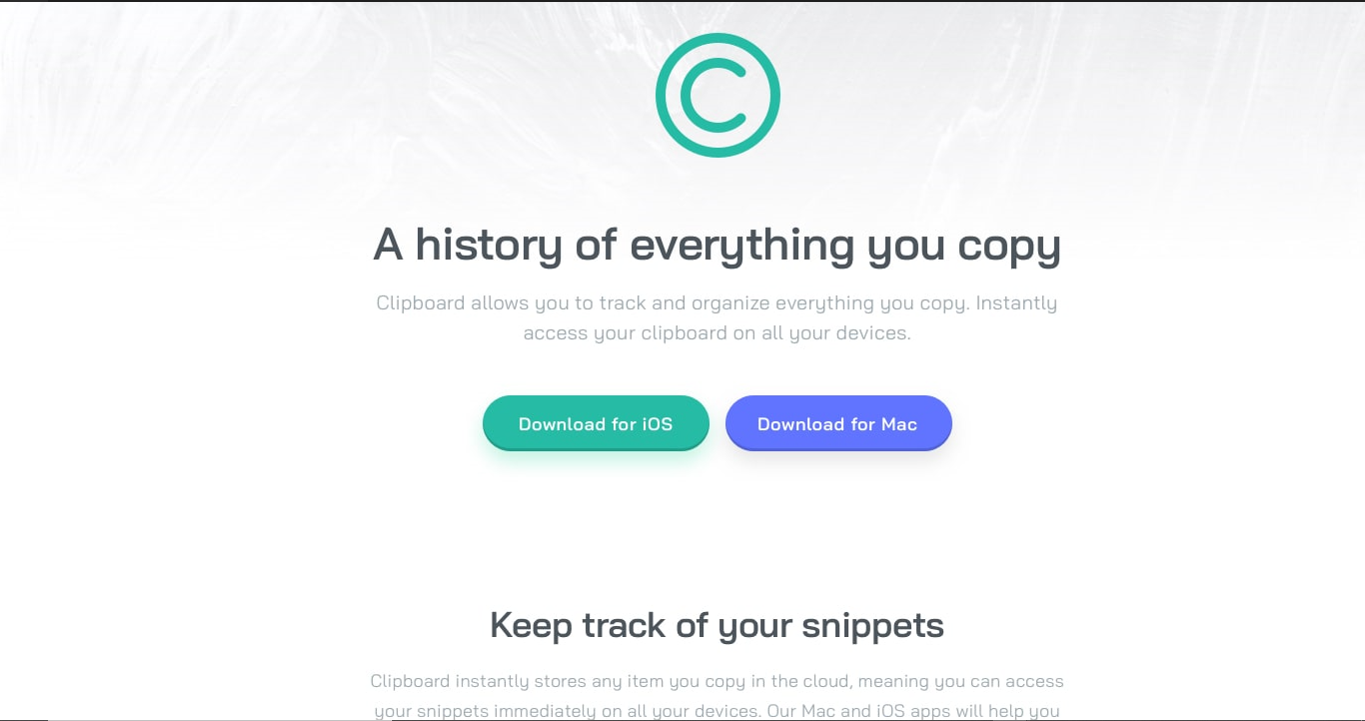 A history of everything you copy
Clipboard allows you to track and organize everything you copy. Instantly
access your clipboard on all your devices.
Download for iOS
Download for Mac
Keep track of your snippets
Clipboard instantly stores any item you copy in the cloud, meaning you can access
your snippets immediately on all your devices. Our Mac and iOS apps will help you